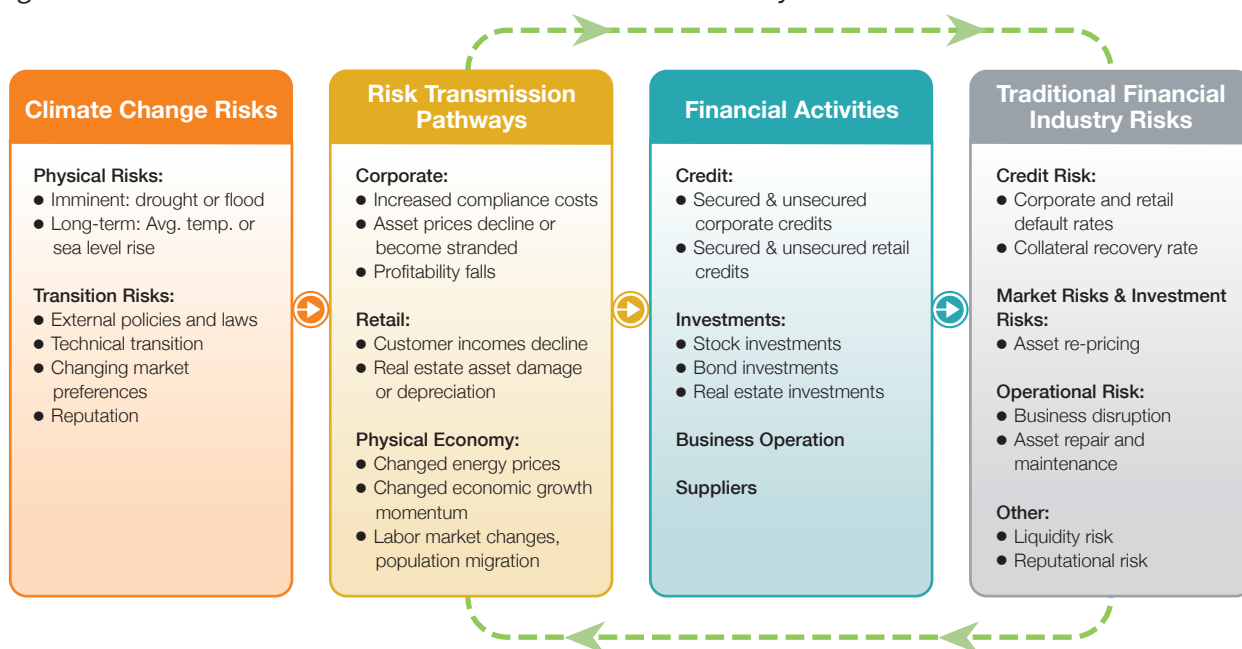 Climate Change Risks
Physical Risks:
● Imminent: drought or flood
● Long-term: Avg. temp. or
sea level rise
Transition Risks:
● External policies and laws
● Technical transition
● Changing market
preferences
● Reputation
Risk Transmission
Pathways
Corporate:
● Increased compliance costs
● Asset prices decline or
become stranded
● Profitability falls
Retail:
● Customer incomes decline
● Real estate asset damage
or depreciation
Physical Economy:
● Changed energy prices
● Changed economic growth
momentum
● Labor market changes,
population migration
Financial Activities
Credit:
● Secured & unsecured
corporate credits
● Secured & unsecured retail
credits
Investments:
● Stock investments
● Bond investments
● Real estate investments
Business Operation
Suppliers
Traditional Financial
Industry Risks
Credit Risk:
● Corporate and retail
default rates
● Collateral recovery rate
Market Risks & Investment
Risks:
● Asset re-pricing
Operational Risk:
● Business disruption
● Asset repair and
maintenance
Other:
● Liquidity risk
● Reputational risk